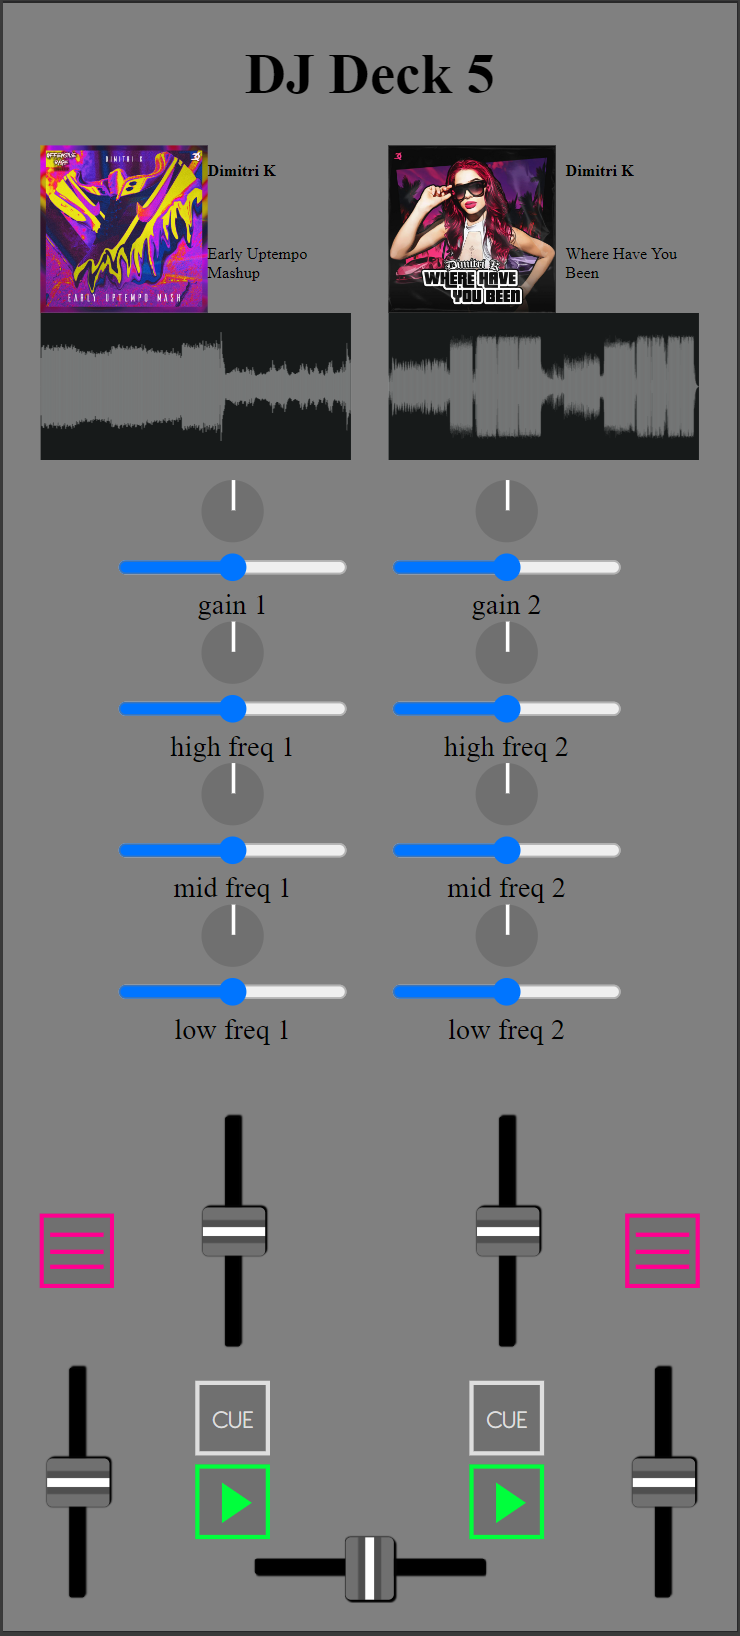 DJ Deck 5
DIMITRI K
EARLY UPTEMPO MASH
Dimitri K
Early Uptempo
Mashup
Dimitri K
WHERE HAVE
YOU BEEN
Dimitri K
Where Have You
Been
gain 1
gain 2
high freq 1
high freq 2
mid freq 1
mid freq 2
low freq 1
low freq 2
CUE
CUE